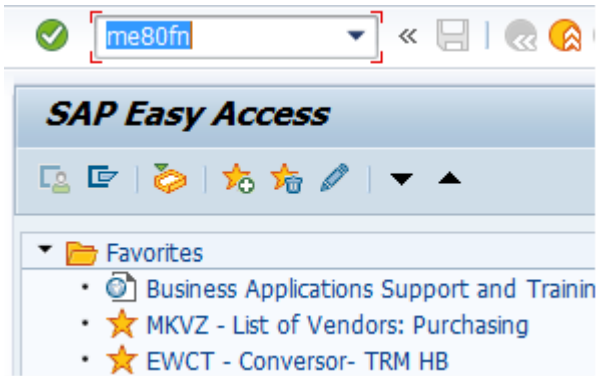 me80fn
SAP Easy Access
Favorites
Business Applications Support and Trainin
MKVZ - List of Vendors: Purchasing
EWCT - Conversor- TRM HB